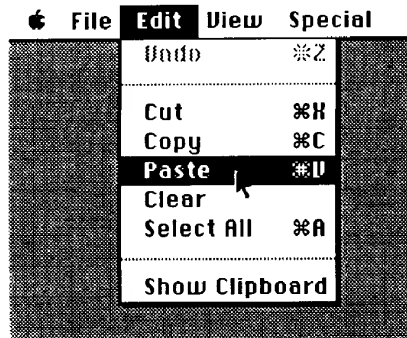 File Edit View Special
Undo ⌘Z
Cut ⌘X
Copy ⌘C
Paste ⌘V
Clear
Select All ⌘A
Show Clipboard